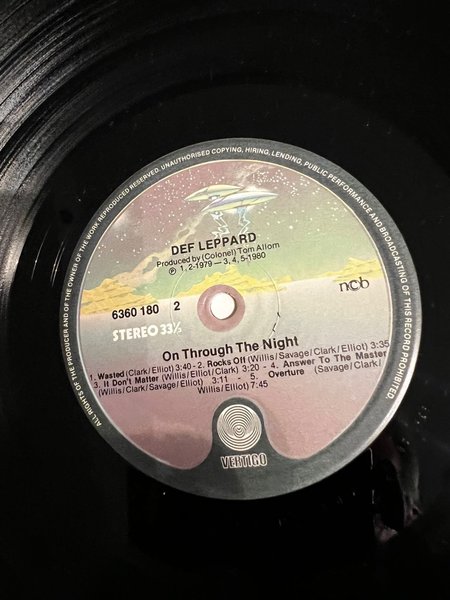 ALL RIGHTS OF THE PRODUCER AND OF THE OWNER OF THE WORK REPRODUCED RESERVED. UNAUTHORISED COPYING, HIRING, LENDING, PUBLIC PERFORMANCE AND BROADCASTING OF THIS RECORD PROHIBITED
DEF LEPPARD
Produced by (Colonel) Tom Allom
℗ 1, 2-1979 — 3, 4, 5-1980
6360 180 2
ncb
STEREO 33⅓
On Through The Night
1. Wasted (Clark/Elliot) 3:40 - 2. Rocks Off (Willis/Savage/Clark/Elliot) 3:35
3. It Don't Matter (Willis/Elliot/Clark) 3:20 - 4. Answer To The Master
(Willis/Clark/Savage/Elliot) 3:11 - 5. Overture (Savage/Clark/
Willis/Elliot) 7:45
VERTIGO